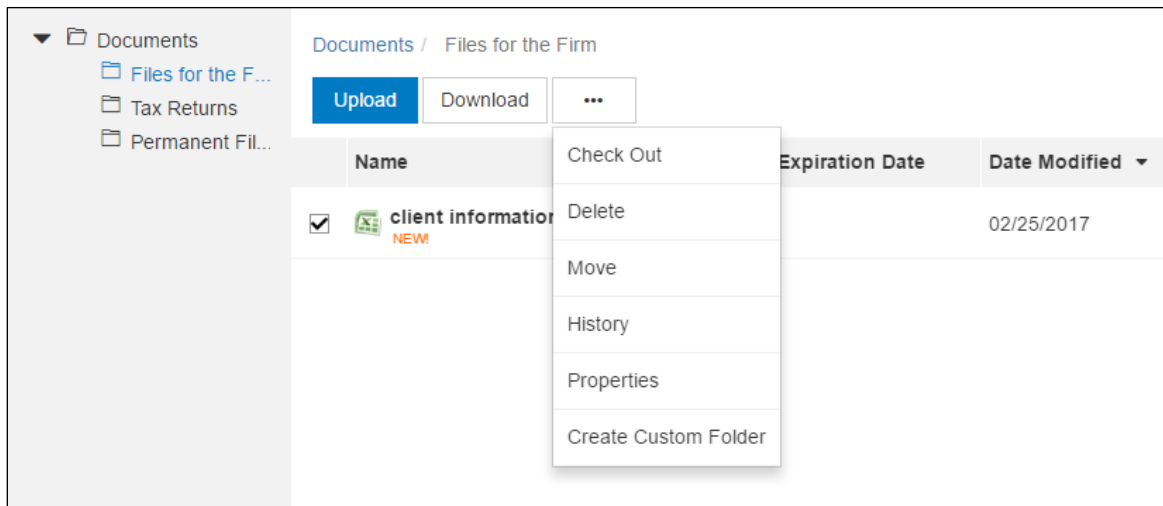 Documents
Files for the F...
Tax Returns
Permanent Fil...
Documents / Files for the Firm
Upload Download •••
Name Expiration Date Date Modified
client information 02/25/2017
NEW!
Check Out
Delete
Move
History
Properties
Create Custom Folder